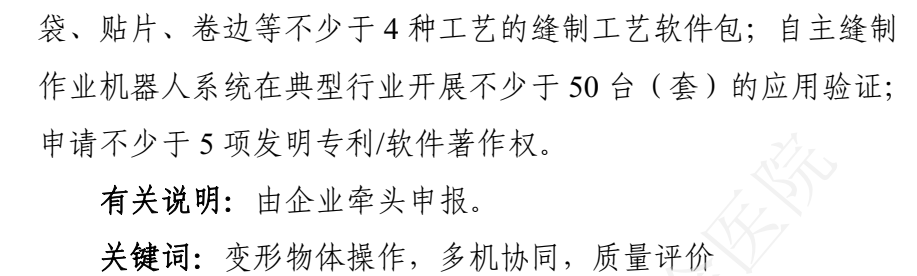 袋、贴片、卷边等不少于 4 种工艺的缝制工艺软件包；自主缝制
作业机器人系统在典型行业开展不少于 50 台（套）的应用验证；
申请不少于 5 项发明专利/软件著作权。
有关说明：由企业牵头申报。
关键词：变形物体操作，多机协同，质量评价
医院